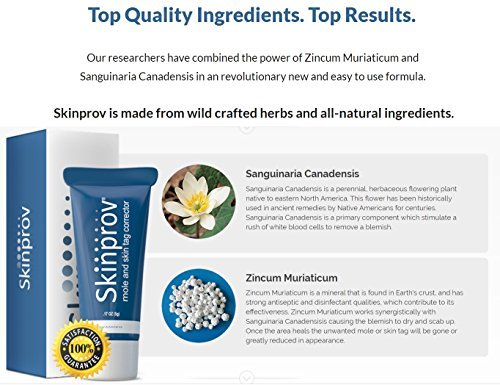 Top Quality Ingredients. Top Results.
Our researchers have combined the power of Zincum Muriaticum and
Sanguinaria Canadensis in an revolutionary new and easy to use formula.
Skinprov is made from wild crafted herbs and all-natural ingredients.
Skinprov
Skinprov
mole and skin tag corrector
.17 OZ (5g)
SATISFACTION
100%
GUARANTEE
Sanguinaria Canadensis
Sanguinaria Canadensis is a perennial, herbaceous flowering plant
native to eastern North America. This flower has been historically
used in ancient remedies by Native Americans for centuries.
Sanguinaria Canadensis is a primary component which stimulate a
rush of white blood cells to remove a blemish.
Zincum Muriaticum
Zincum Muriaticum is a mineral that is found in Earth's crust, and has
strong antiseptic and disinfectant qualities, which contribute to its
effectiveness. Zincum Muriaticum works synergistically with
Sanguinaria Canadensisis causing the blemish to dry and scab up.
Once the area heals the unwanted mole or skin tag will be gone or
greatly reduced in appearance.